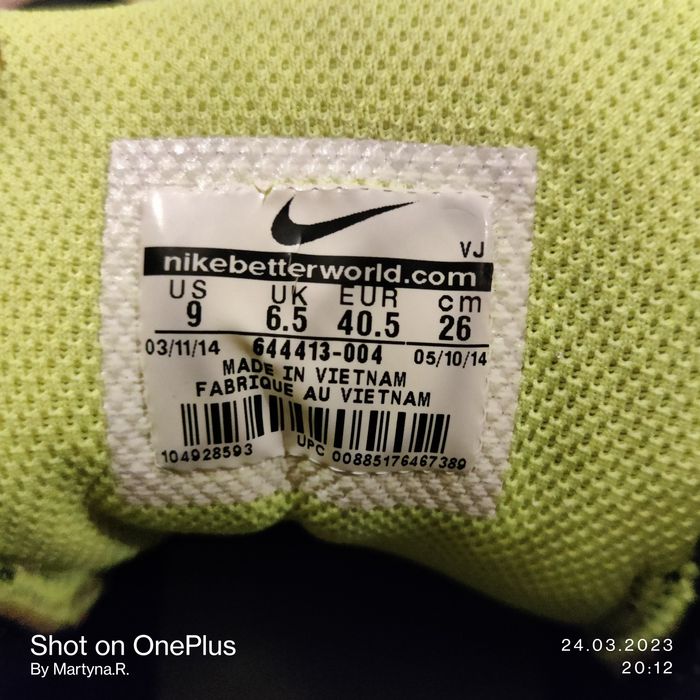 VJ
nikebetterworld.com
US UK EUR cm
9 6.5 40.5 26
03/11/14 644413-004 05/10/14
MADE IN VIETNAM
FABRIQUE AU VIETNAM
104928593 UPC 00885176467389
Shot on OnePlus
By Martyna.R.
24.03.2023
20:12